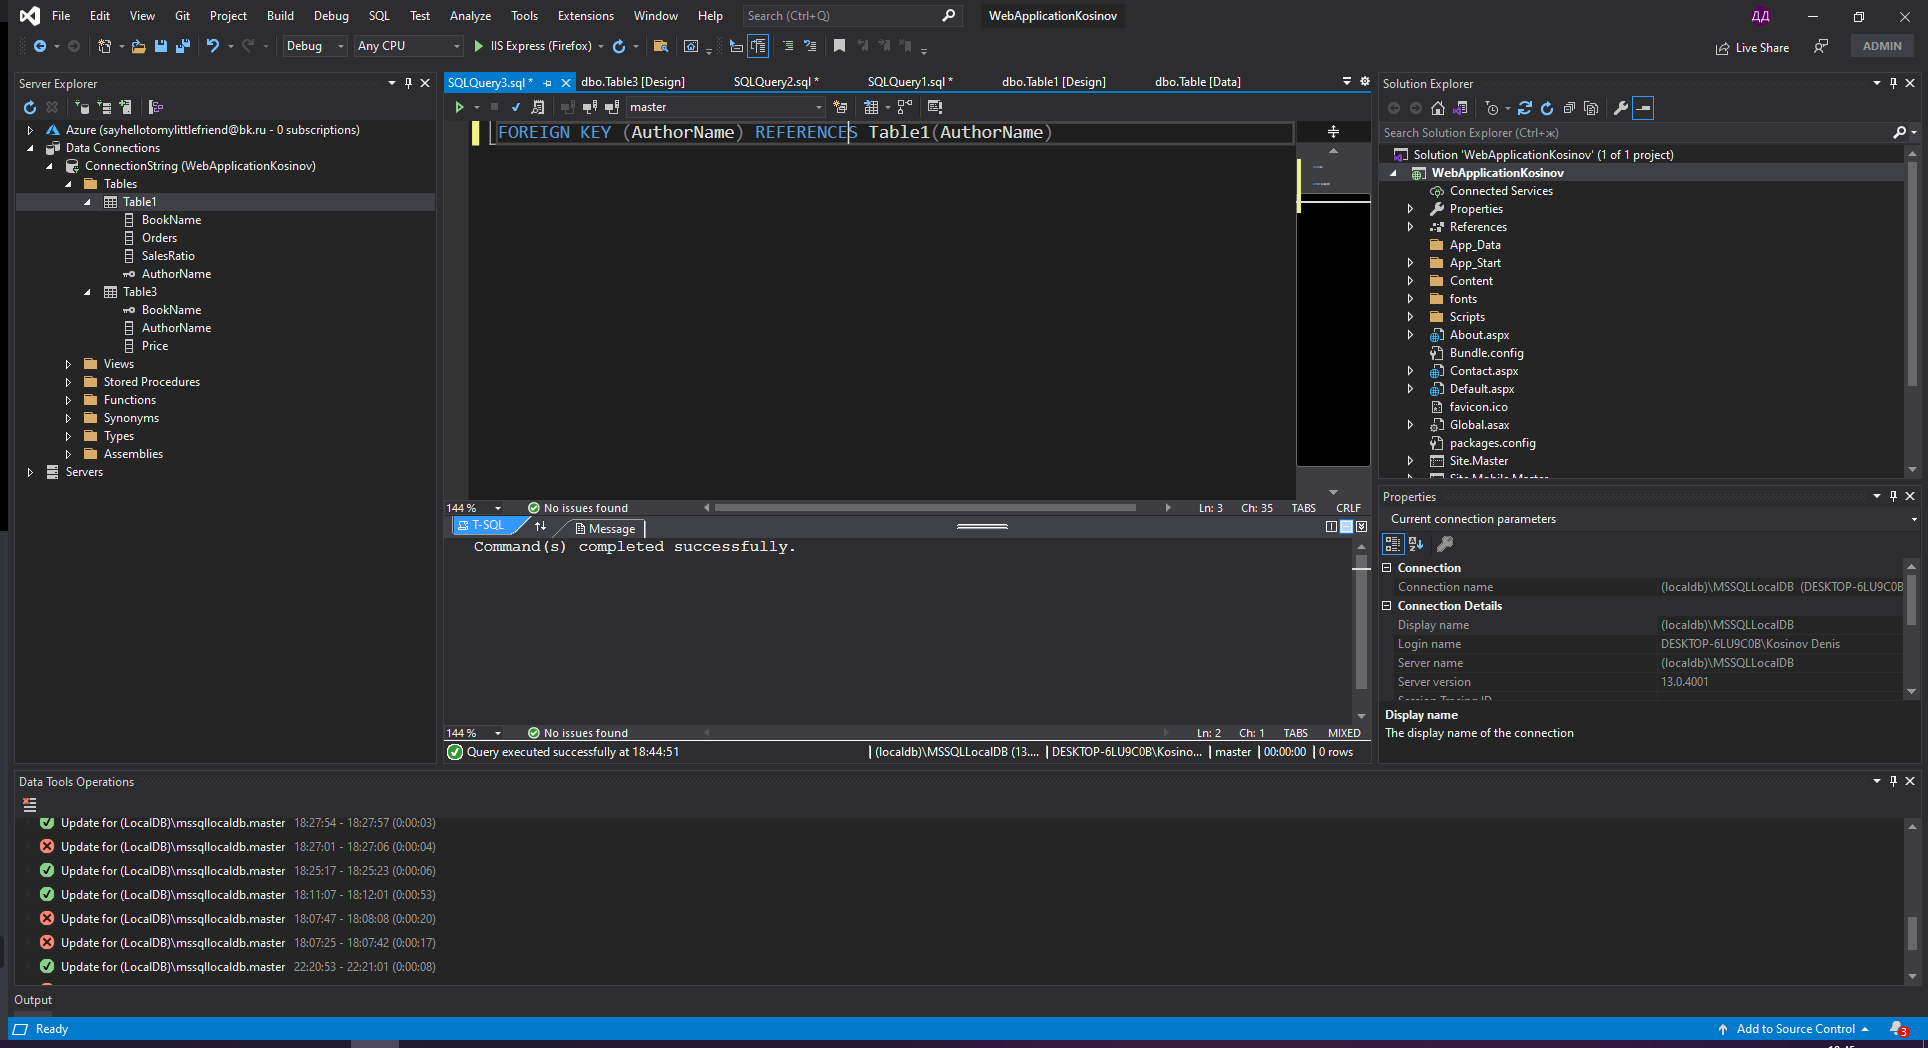 File Edit View Git Project Build Debug SQL Test Analyze Tools Extensions Window Help Search (Ctrl+Q) WebApplicationKosinov ДД
Debug Any CPU IIS Express (Firefox) Live Share ADMIN
Server Explorer
Azure (sayhellotomylittlefriend@bk.ru - 0 subscriptions)
Data Connections
ConnectionString (WebApplicationKosinov)
Tables
Table1
BookName
Orders
SalesRatio
AuthorName
Table3
BookName
AuthorName
Price
Views
Stored Procedures
Functions
Synonyms
Types
Assemblies
Servers
SQLQuery3.sql * dbo.Table3 [Design] SQLQuery2.sql * SQLQuery1.sql * dbo.Table1 [Design] dbo.Table [Data]
master
FOREIGN KEY (AuthorName) REFERENCES Table1(AuthorName)
144 % No issues found Ln: 3 Ch: 35 TABS CRLF
T-SQL Message
Command(s) completed successfully.
144 % No issues found Ln: 2 Ch: 1 TABS MIXED
Query executed successfully at 18:44:51 (localdb)\MSSQLLocalDB (13.... DESKTOP-6LU9C0B\Kosino... master 00:00:00 0 rows
Solution Explorer
Search Solution Explorer (Ctrl+ж)
Solution 'WebApplicationKosinov' (1 of 1 project)
WebApplicationKosinov
Connected Services
Properties
References
App_Data
App_Start
Content
fonts
Scripts
About.aspx
Bundle.config
Contact.aspx
Default.aspx
favicon.ico
Global.asax
packages.config
Site.Master
Site.Mobile.Master
Properties
Current connection parameters
Connection
Connection name (localdb)\MSSQLLocalDB (DESKTOP-6LU9C0B
Connection Details
Display name (localdb)\MSSQLLocalDB
Login name DESKTOP-6LU9C0B\Kosinov Denis
Server name (localdb)\MSSQLLocalDB
Server version 13.0.4001
Session Tracing ID
Display name
The display name of the connection
Data Tools Operations
Update for (LocalDB)\mssqllocaldb.master 18:27:54 - 18:27:57 (0:00:03)
Update for (LocalDB)\mssqllocaldb.master 18:27:01 - 18:27:06 (0:00:04)
Update for (LocalDB)\mssqllocaldb.master 18:25:17 - 18:25:23 (0:00:06)
Update for (LocalDB)\mssqllocaldb.master 18:11:07 - 18:12:01 (0:00:53)
Update for (LocalDB)\mssqllocaldb.master 18:07:47 - 18:08:08 (0:00:20)
Update for (LocalDB)\mssqllocaldb.master 18:07:25 - 18:07:42 (0:00:17)
Update for (LocalDB)\mssqllocaldb.master 22:20:53 - 22:21:01 (0:00:08)
Output
Ready Add to Source Control 3